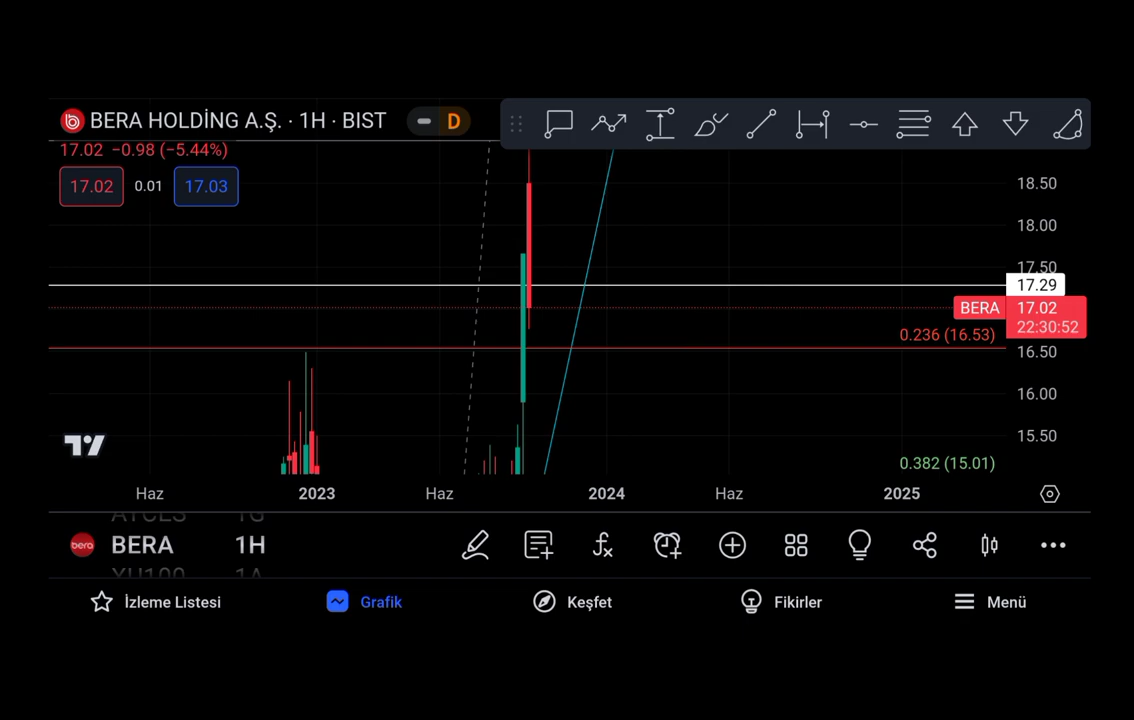 BERA HOLDİNG A.Ş. · 1H · BIST
D
17.02 −0.98 (−5.44%)
17.02 0.01 17.03
18.50
18.00
17.50
17.29
BERA 17.02
22:30:52
0.236 (16.53)
16.50
16.00
15.50
0.382 (15.01)
Haz 2023 Haz 2024 Haz 2025
bera BERA 1H
İzleme Listesi Grafik Keşfet Fikirler Menü